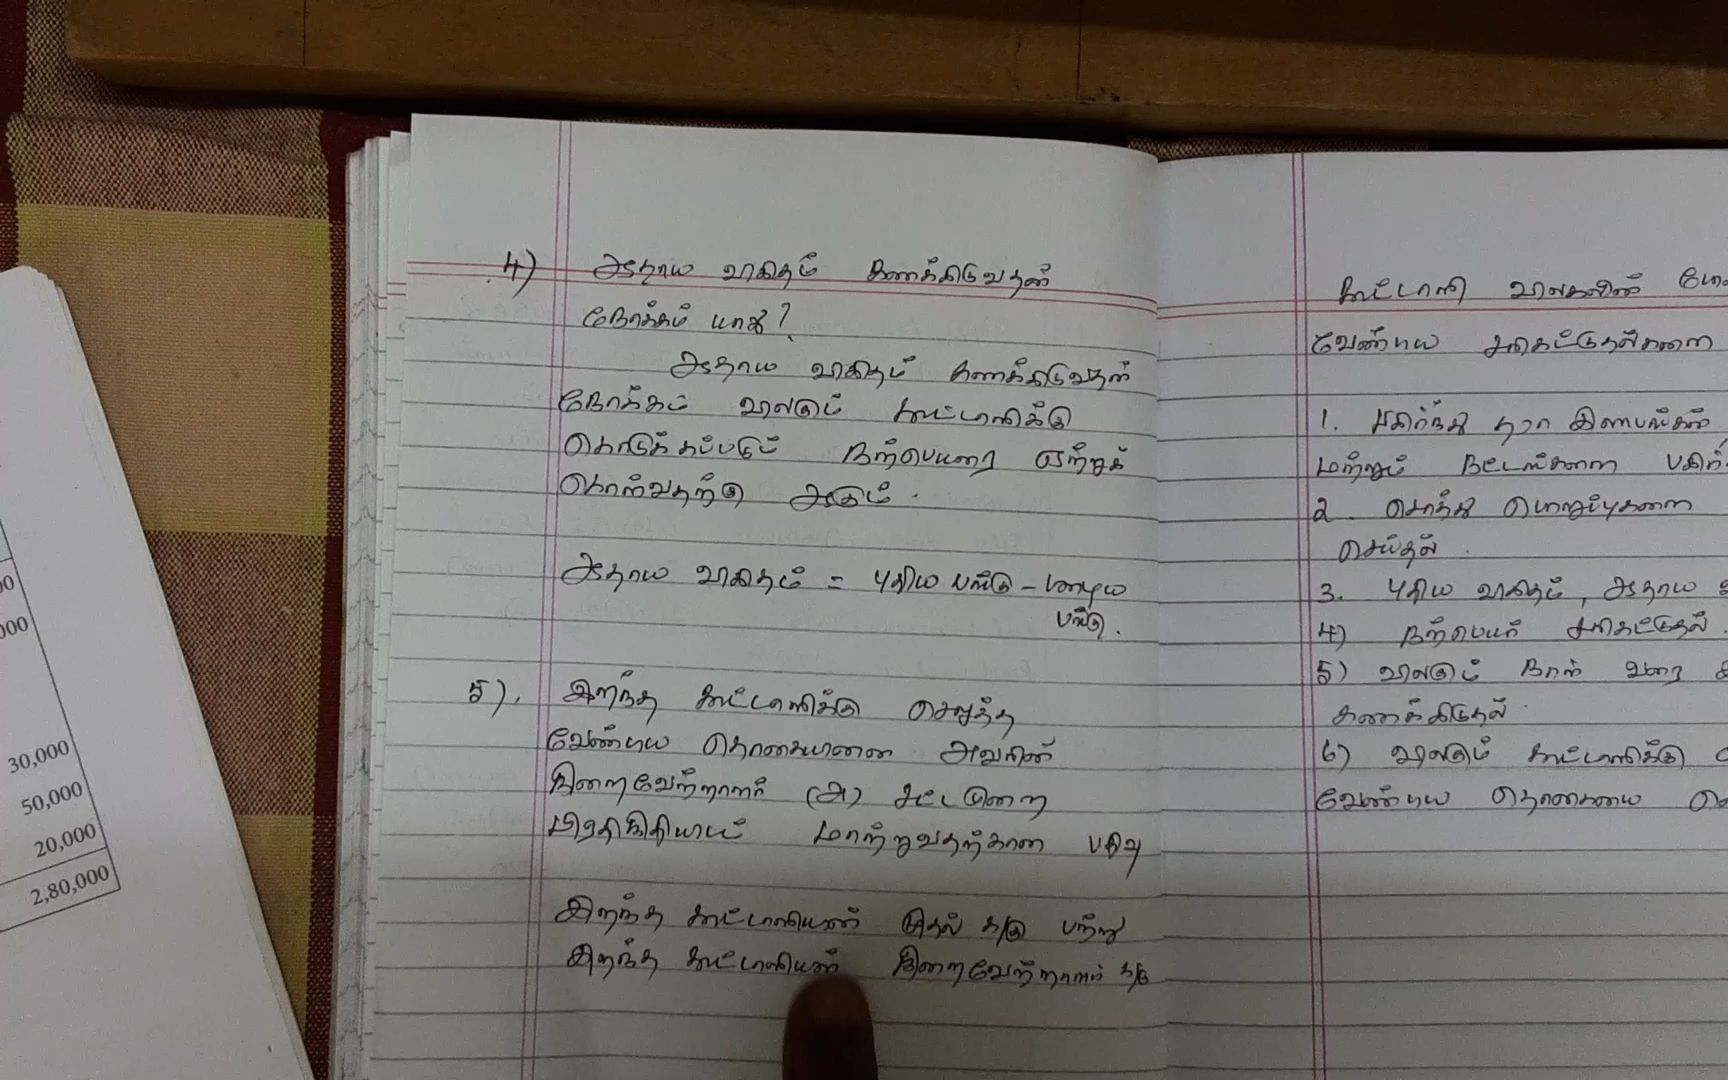 00
000
30,000
50,000
20,000
2,80,000
4) ஆதாய விகிதம் கணக்கிடுவதன்
நோக்கம் யாது?
ஆதாய விகிதம் கணக்கிடுவதன்
நோக்கம் விலகும் கூட்டாளிக்கு
கொடுக்கப்படும் நற்பெயரை ஏற்றுக்
கொள்வதற்கு ஆகும்.
ஆதாய விகிதம் = புதிய பங்கு - பழைய
பங்கு.
5). இறந்த கூட்டாளிக்கு செலுத்த
வேண்டிய தொகையானை அவரின்
நிறைவேற்றாளர் (அ) சட்டமுறை
பிரதிநிதியாம் மாற்றுவதற்கான பதிவு
இறந்த கூட்டாளியின் முதல் க/கு பற்று
இறந்த கூட்டாளியின் நிறைவேற்றாளர் க/கு
கூட்டாளி விலகலின்
வேண்டிய சரிகட்டுதல்களை
1. பகிர்ந்து தரா இலாபங்கள்
மற்றும் நட்டங்களை
2. சொத்து பொறுப்புகளை
செய்தல்.
3. புதிய விகிதம், ஆதாய
4) நற்பெயர் சரிகட்டுதல்.
5) விலகும் நாள் வரை
கணக்கிடுதல்.
6) விலகும் கூட்டாளிக்கு
வேண்டிய தொகையை